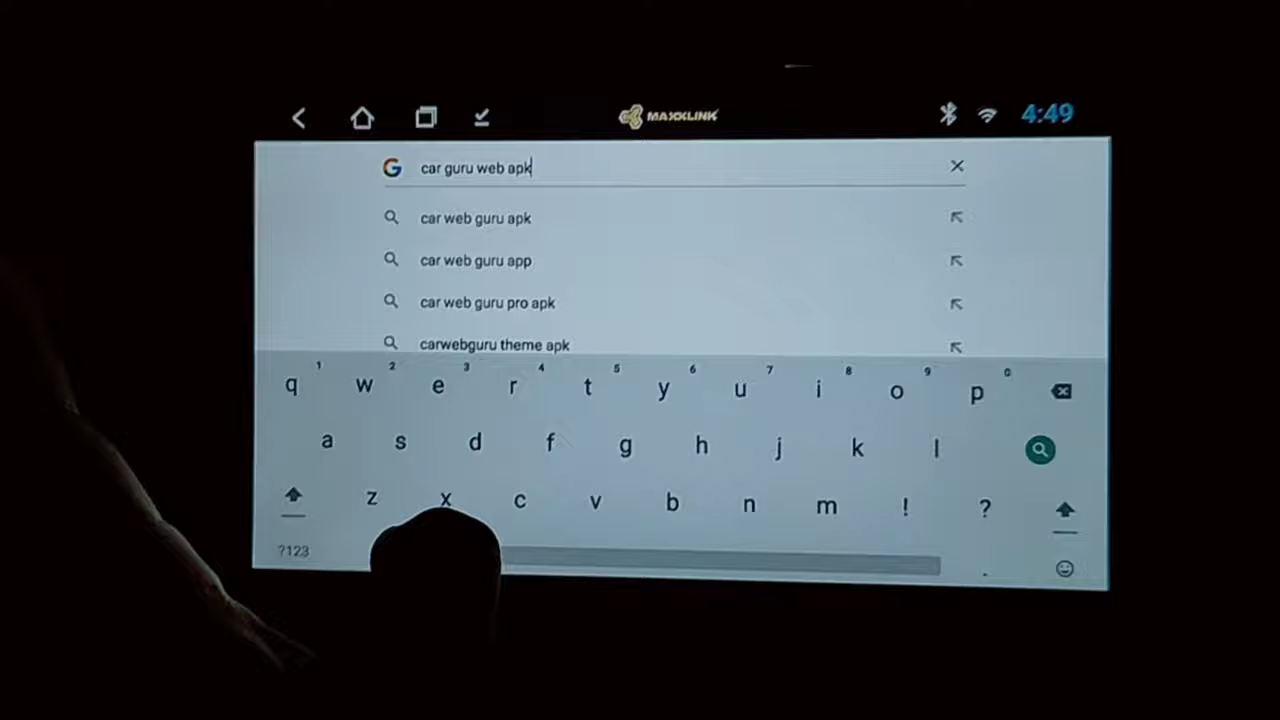 MAXXLINK 4:49
G car guru web apk
car web guru apk
car web guru app
car web guru pro apk
carwebguru theme apk
1 2 3 4 5 6 7 8 9 0
q w e r t y u i o p
a s d f g h j k l
z x c v b n m ! ?
?123 .